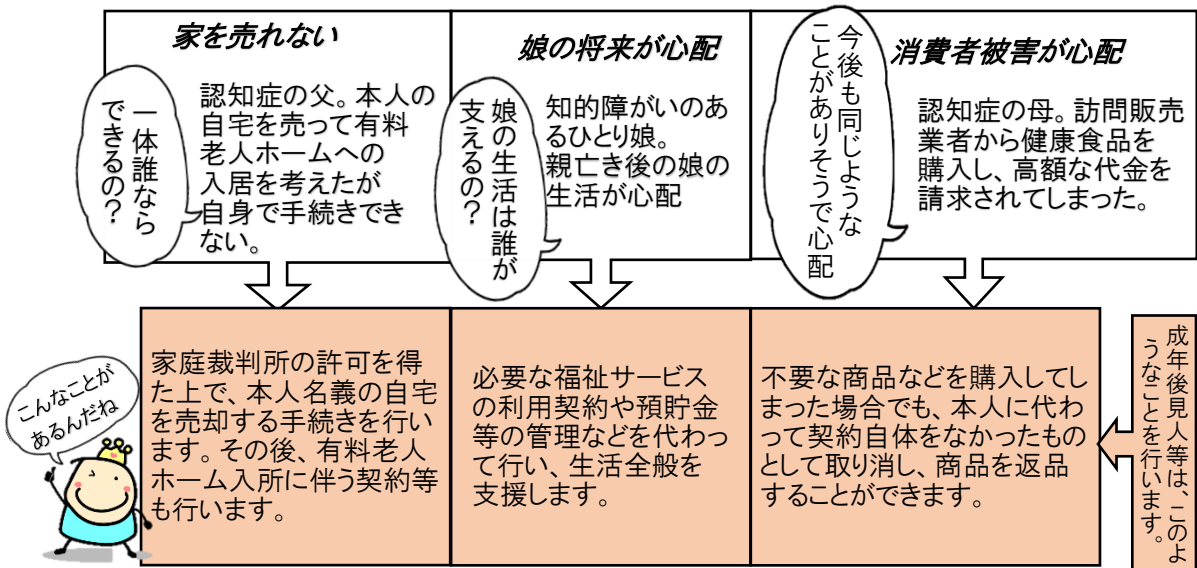 家を売れない
認知症の父。本人の
自宅を売って有料
老人ホームへの
入居を考えたが
自身で手続きでき
ない。
一体誰なら
できるの？
娘の将来が心配
知的障がいのあ
るひとり娘。
親亡き後の娘の
生活が心配
娘の生活は誰が
支えるの？
消費者被害が心配
認知症の母。訪問販売
業者から健康食品を
購入し、高額な代金を
請求されてしまった。
今後も同じような
ことがありそうで心配
家庭裁判所の許可を得
た上で、本人名義の自宅
を売却する手続きを行い
ます。その後、有料老人
ホーム入所に伴う契約等
も行います。
必要な福祉サービス
の利用契約や預貯金
等の管理などを代わっ
て行い、生活全般を
支援します。
不要な商品などを購入してし
まった場合でも、本人に代わ
って契約自体をなかったもの
として取り消し、商品を返品
することができます。
成年後見人等は、このよ
うなことを行います。
こんなことが
あるんだね